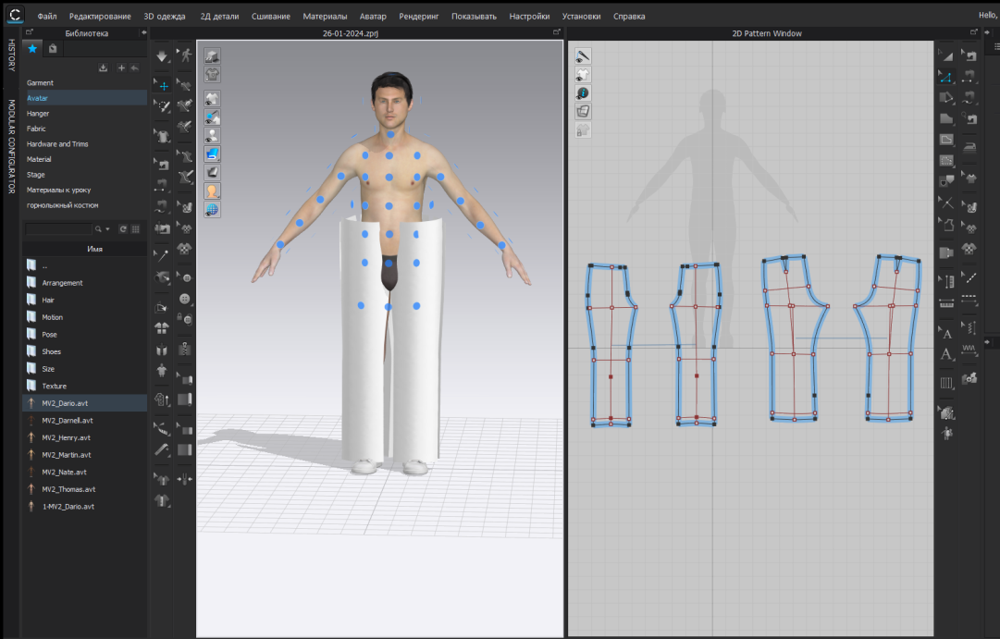 Файл Редактирование 3D одежда 2Д детали Сшивание Материалы Аватар Рендеринг Показывать Настройки Установки Справка Hello,
Библиотека
26-01-2024.zprj
2D Pattern Window
HISTORY
MODULAR CONFIGURATOR
Garment
Avatar
Hanger
Fabric
Hardware and Trims
Material
Stage
Материалы к уроку
горнолыжный костюм
Имя
..
Arrangement
Hair
Motion
Pose
Shoes
Size
Texture
MV2_Dario.avt
MV2_Darnell.avt
MV2_Henry.avt
MV2_Martin.avt
MV2_Nate.avt
MV2_Thomas.avt
1-MV2_Dario.avt